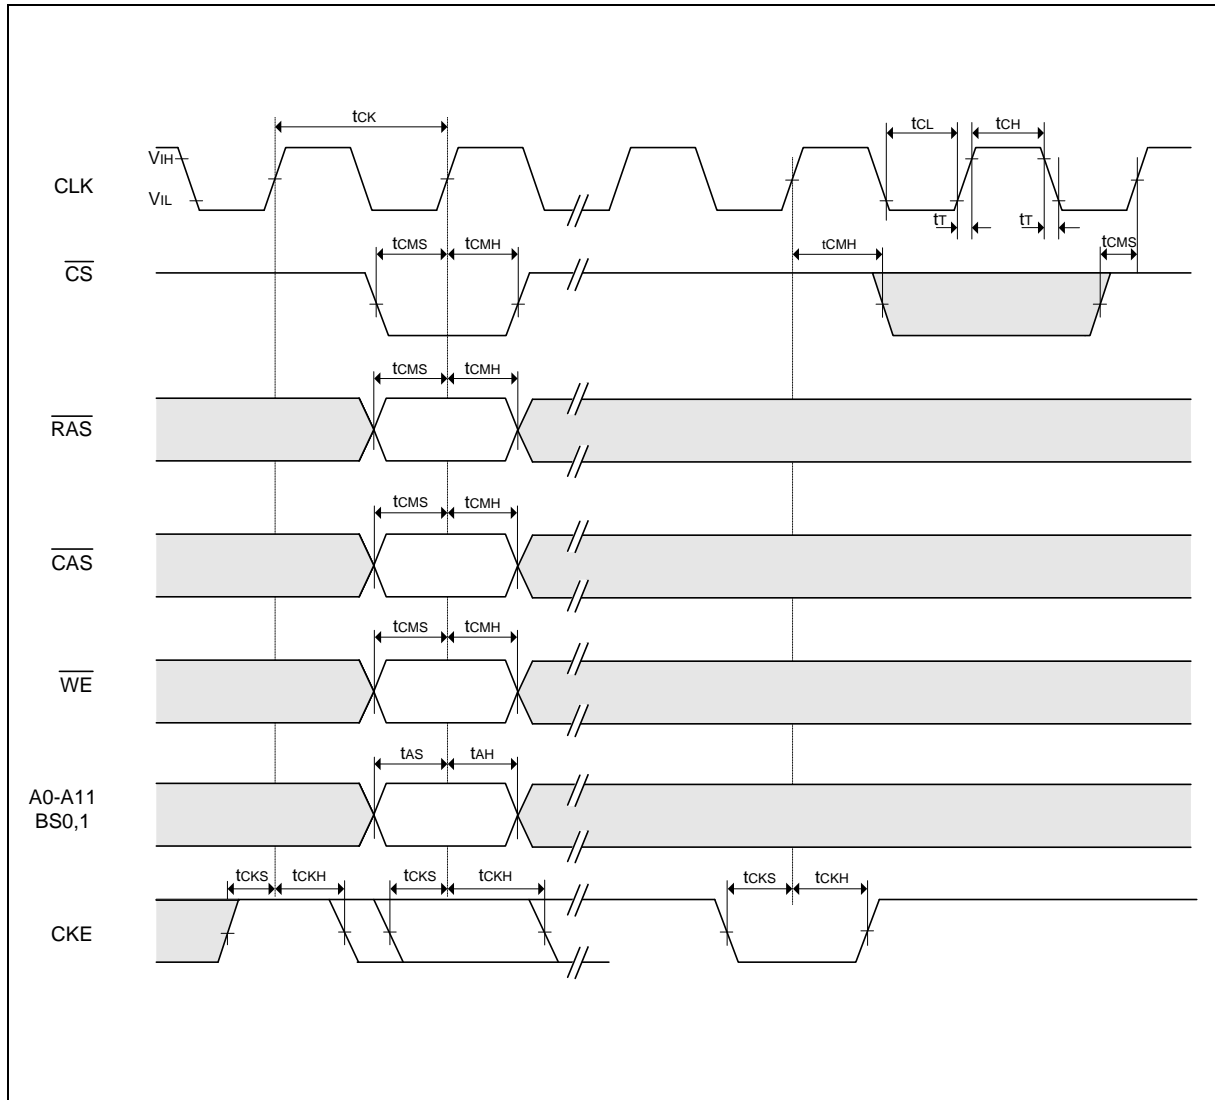 tCK
tCL tCH
VIH
CLK
VIL
tT tT
tCMS tCMH tCMH tCMS
CS
tCMS tCMH
RAS
tCMS tCMH
CAS
tCMS tCMH
WE
tAS tAH
A0-A11
BS0,1
tCKS tCKH tCKS tCKH tCKS tCKH
CKE